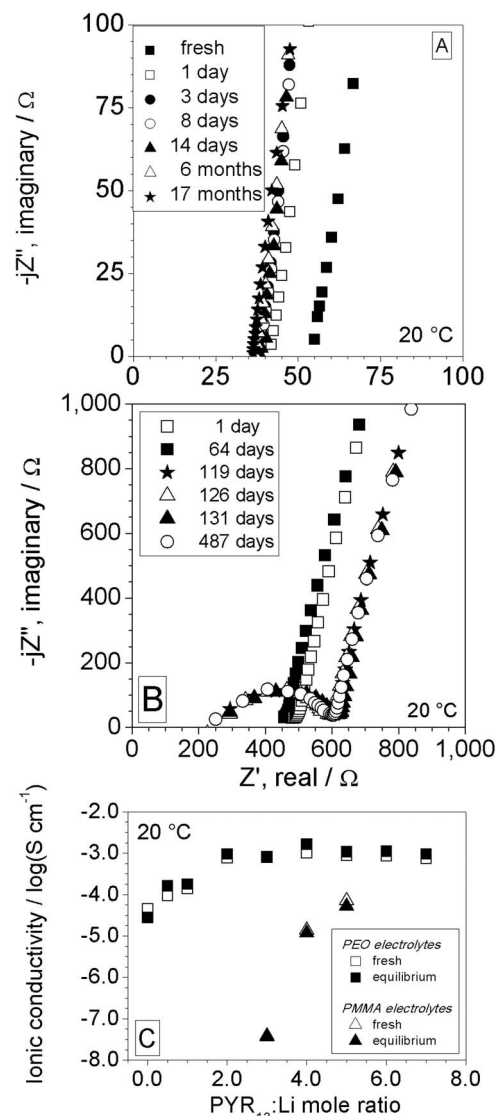 100
75
50
25
0
-jZ", imaginary / Ω
fresh
1 day
3 days
8 days
14 days
6 months
17 months
A
20 °C
0 25 50 75 100
1,000
800
600
400
200
0
-jZ", imaginary / Ω
1 day
64 days
119 days
126 days
131 days
487 days
B
20 °C
0 200 400 600 800 1,000
Z', real / Ω
-2.0
-3.0
-4.0
-5.0
-6.0
-7.0
-8.0
Ionic conductivity / log(S cm⁻¹)
20 °C
PEO electrolytes
fresh
equilibrium
PMMA electrolytes
fresh
equilibrium
C
0.0 2.0 4.0 6.0 8.0
PYR₁₃:Li mole ratio